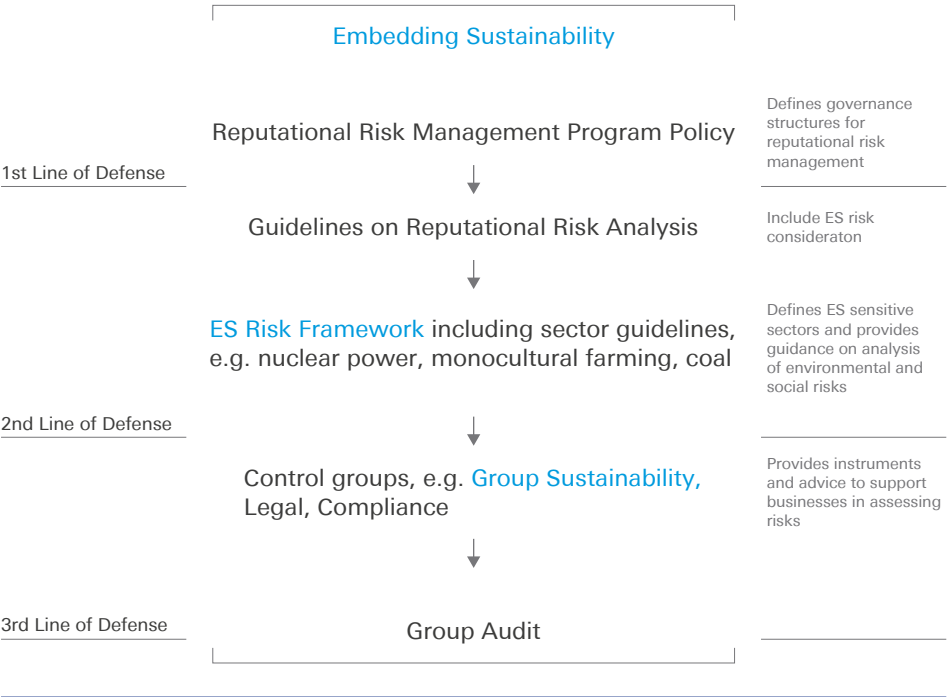 Embedding Sustainability
Reputational Risk Management Program Policy
Defines governance
structures for
reputational risk
management
1st Line of Defense
Guidelines on Reputational Risk Analysis
Include ES risk
consideraton
ES Risk Framework including sector guidelines,
e.g. nuclear power, monocultural farming, coal
Defines ES sensitive
sectors and provides
guidance on analysis
of environmental and
social risks
2nd Line of Defense
Control groups, e.g. Group Sustainability,
Legal, Compliance
Provides instruments
and advice to support
businesses in assessing
risks
3rd Line of Defense
Group Audit